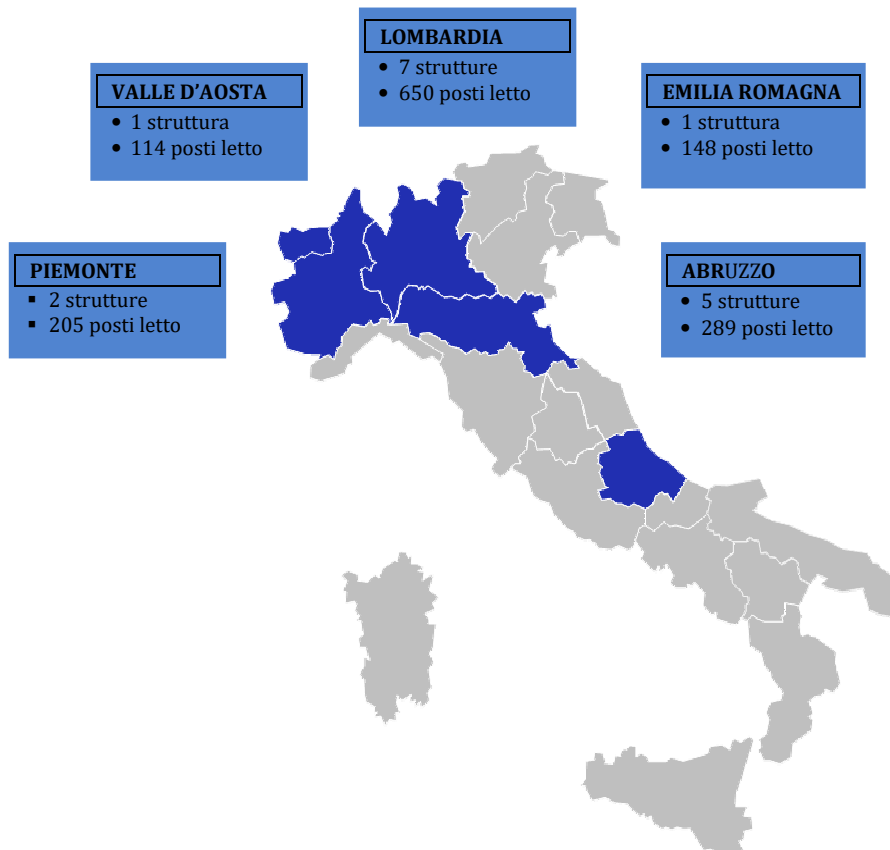 LOMBARDIA
• 7 strutture
• 650 posti letto
VALLE D'AOSTA
• 1 struttura
• 114 posti letto
EMILIA ROMAGNA
• 1 struttura
• 148 posti letto
PIEMONTE
▪ 2 strutture
▪ 205 posti letto
ABRUZZO
• 5 strutture
• 289 posti letto